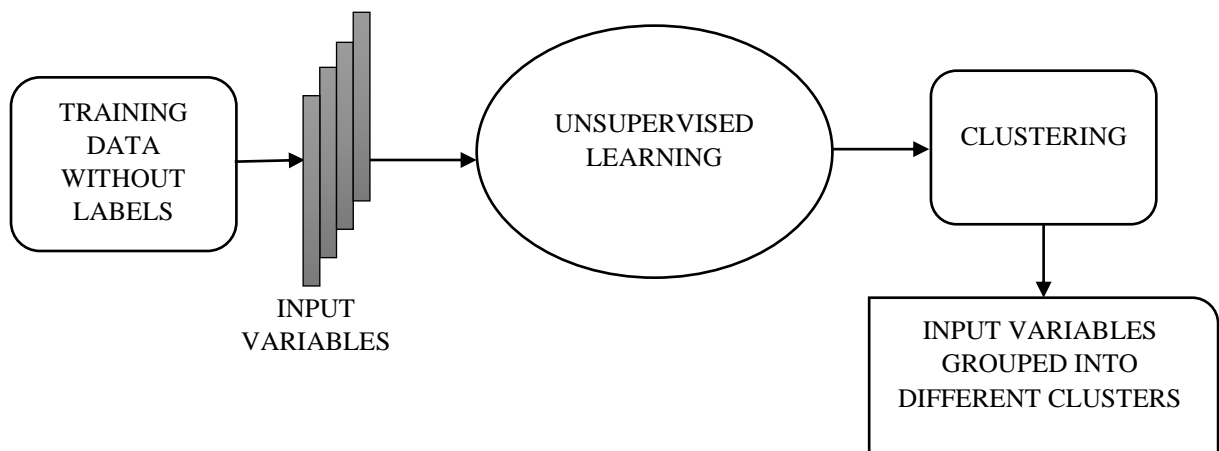 TRAINING
DATA
WITHOUT
LABELS
INPUT
VARIABLES
UNSUPERVISED
LEARNING
CLUSTERING
INPUT VARIABLES
GROUPED INTO
DIFFERENT CLUSTERS